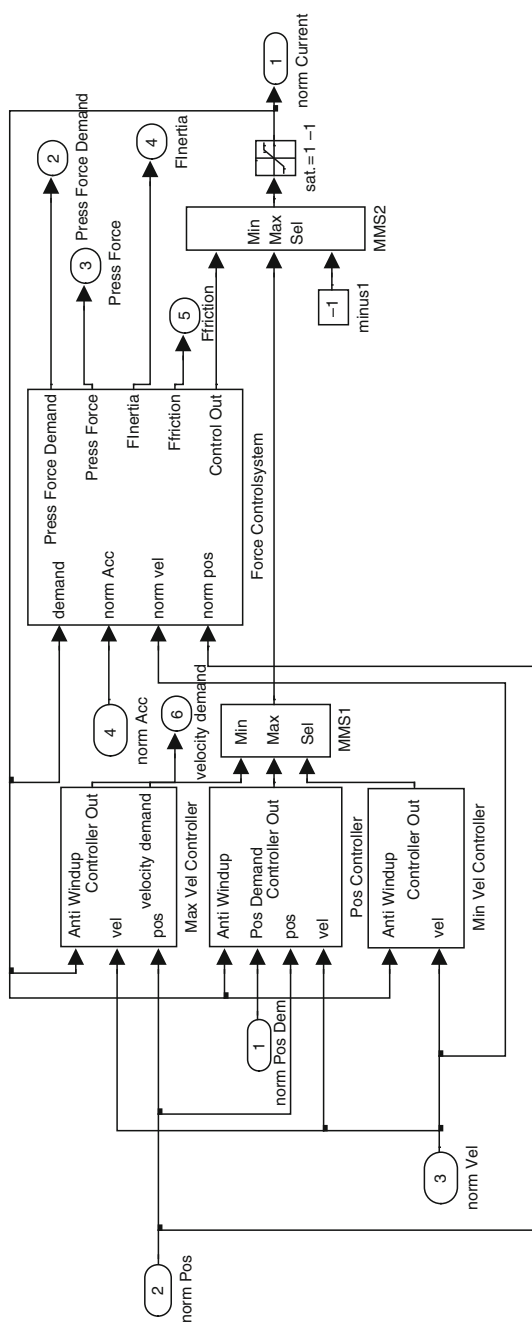 2
norm Pos
3
norm Vel
1
norm Pos Dem
Anti Windup
Controller Out
vel
velocity demand
pos
Max Vel Controller
Anti Windup
Pos Demand
Controller Out
pos
vel
Pos Controller
Anti Windup
Controller Out
vel
Min Vel Controller
4
norm Acc
6
velocity demand
Min
Max
Sel
MMS1
demand
norm Acc
norm vel
norm pos
Press Force Demand
Press Force
FInertia
Ffriction
Control Out
Force Controlsystem
2
Press Force Demand
3
Press Force
4
FInertia
5
Ffriction
-1
minus1
Min
Max
Sel
MMS2
sat.= 1 -1
1
norm Current